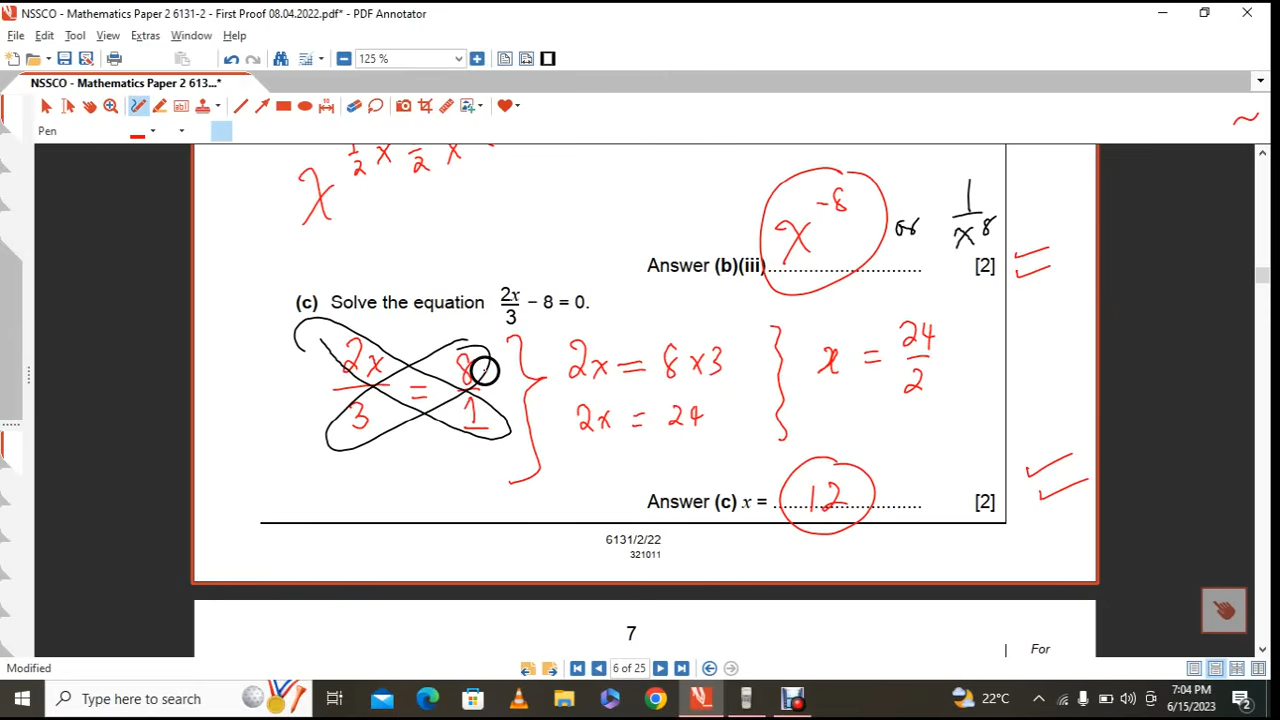 NSSCO - Mathematics Paper 2 6131-2 - First Proof 08.04.2022.pdf* - PDF Annotator
File Edit Tool View Extras Window Help
125 %
NSSCO - Mathematics Paper 2 613...*
Pen
x^{1/2 x /2 x
x^{-8} or 1/x^8
Answer (b)(iii) .............................. [2]
(c) Solve the equation 2x/3 − 8 = 0.
2x/3 = 8/1
2x = 8 x 3
2x = 24
x = 24/2
Answer (c) x = 12 [2]
6131/2/22
321011
7
For
Modified
6 of 25
Type here to search
22°C
7:04 PM
6/15/2023
2